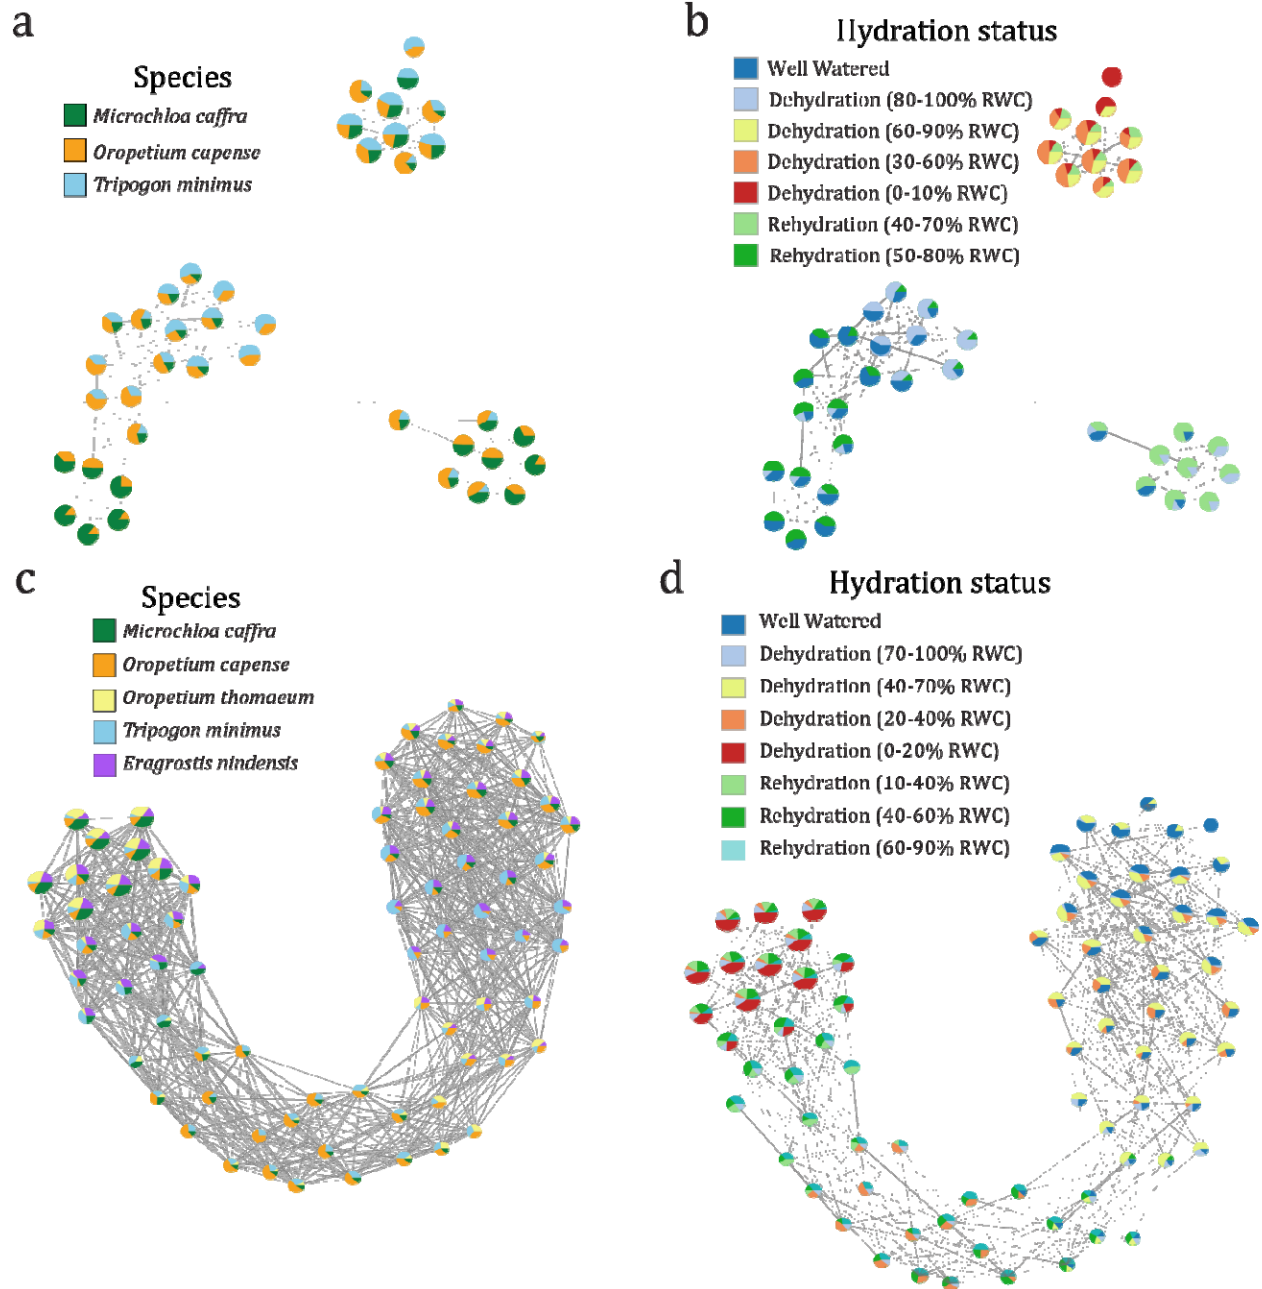 a
Species
Microchloa caffra
Oropetium capense
Tripogon minimus
b
Hydration status
Well Watered
Dehydration (80-100% RWC)
Dehydration (60-90% RWC)
Dehydration (30-60% RWC)
Dehydration (0-10% RWC)
Rehydration (40-70% RWC)
Rehydration (50-80% RWC)
c
Species
Microchloa caffra
Oropetium capense
Oropetium thomaeum
Tripogon minimus
Eragrostis nindensis
d
Hydration status
Well Watered
Dehydration (70-100% RWC)
Dehydration (40-70% RWC)
Dehydration (20-40% RWC)
Dehydration (0-20% RWC)
Rehydration (10-40% RWC)
Rehydration (40-60% RWC)
Rehydration (60-90% RWC)